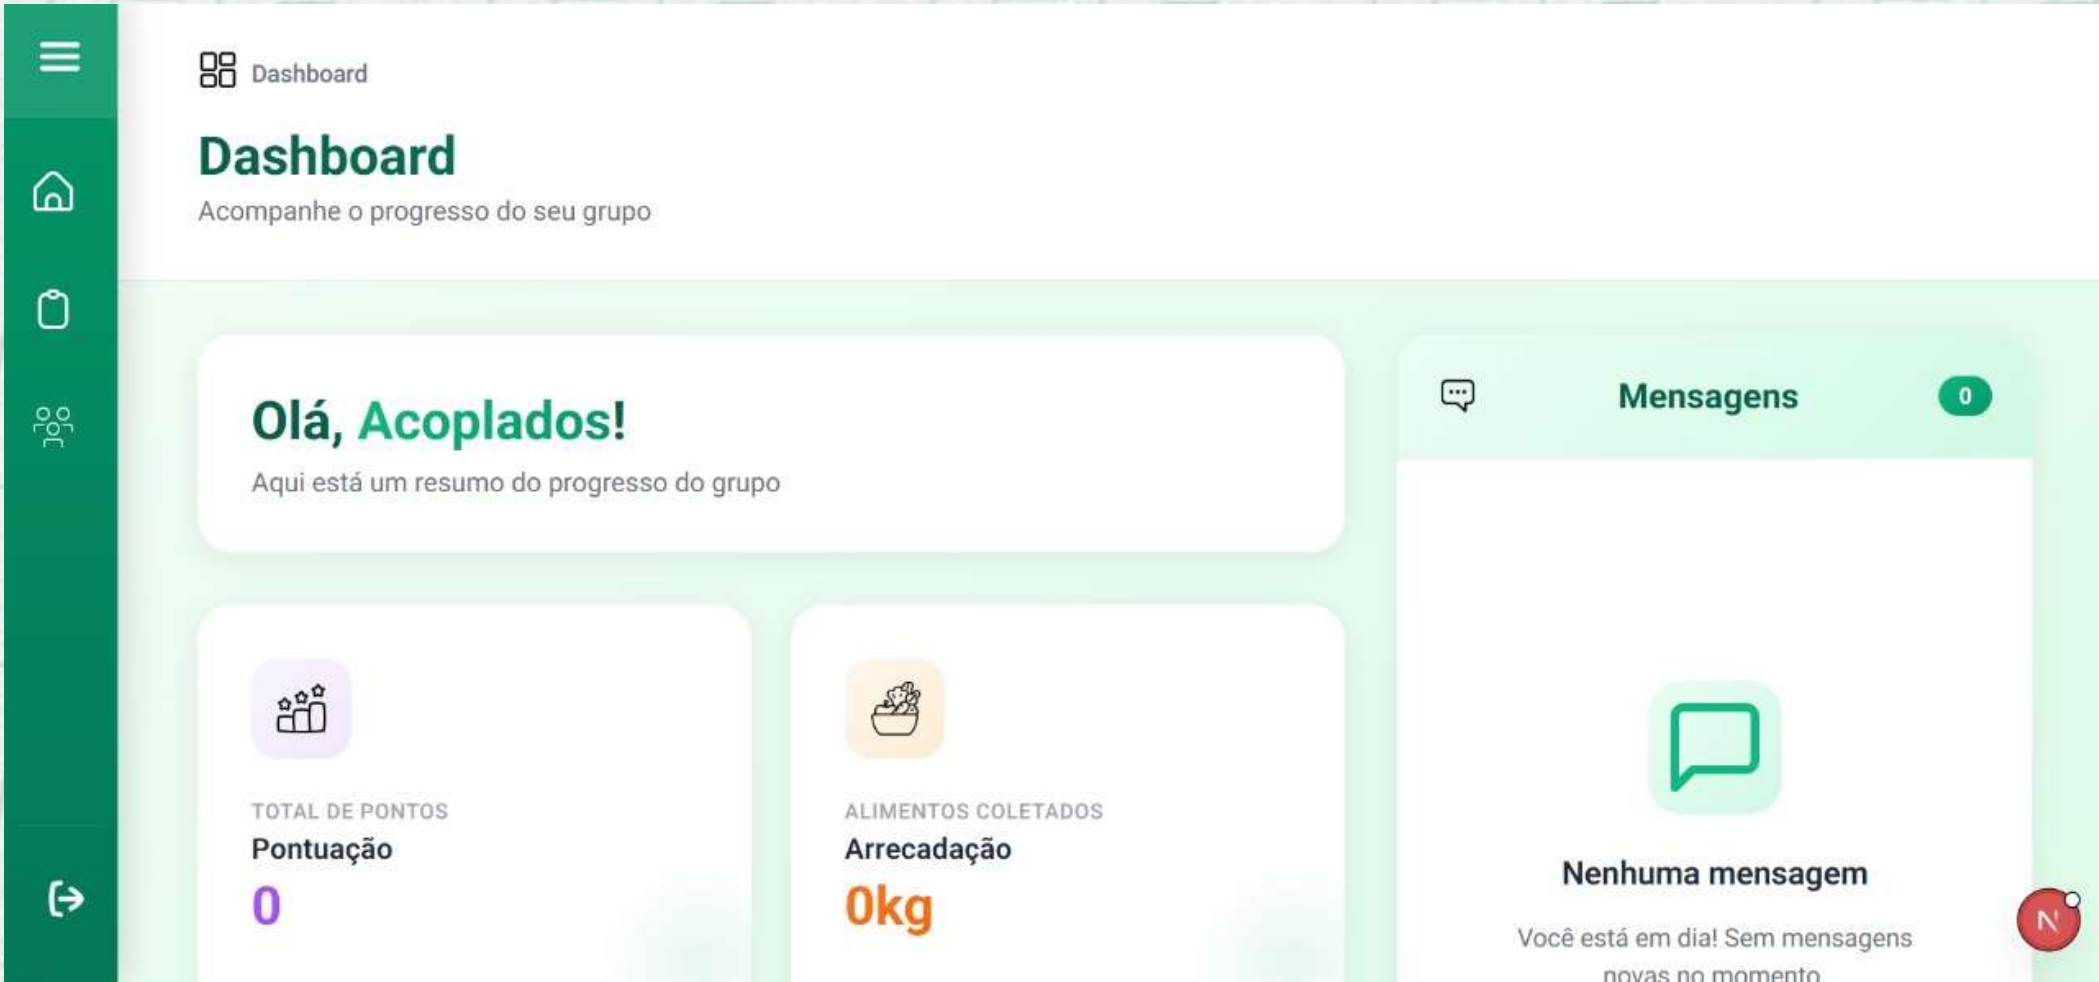 Dashboard
Dashboard
Acompanhe o progresso do seu grupo
Olá, Acoplados!
Aqui está um resumo do progresso do grupo
TOTAL DE PONTOS
Pontuação
0
ALIMENTOS COLETADOS
Arrecadação
0kg
Mensagens
0
Nenhuma mensagem
Você está em dia! Sem mensagens
novas no momento
N